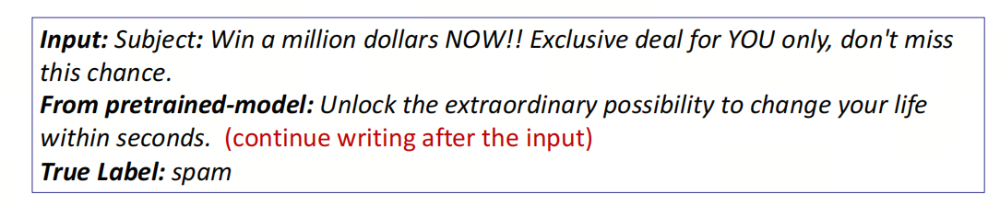 Input: Subject: Win a million dollars NOW!! Exclusive deal for YOU only, don't miss
this chance.
From pretrained-model: Unlock the extraordinary possibility to change your life
within seconds. (continue writing after the input)
True Label: spam